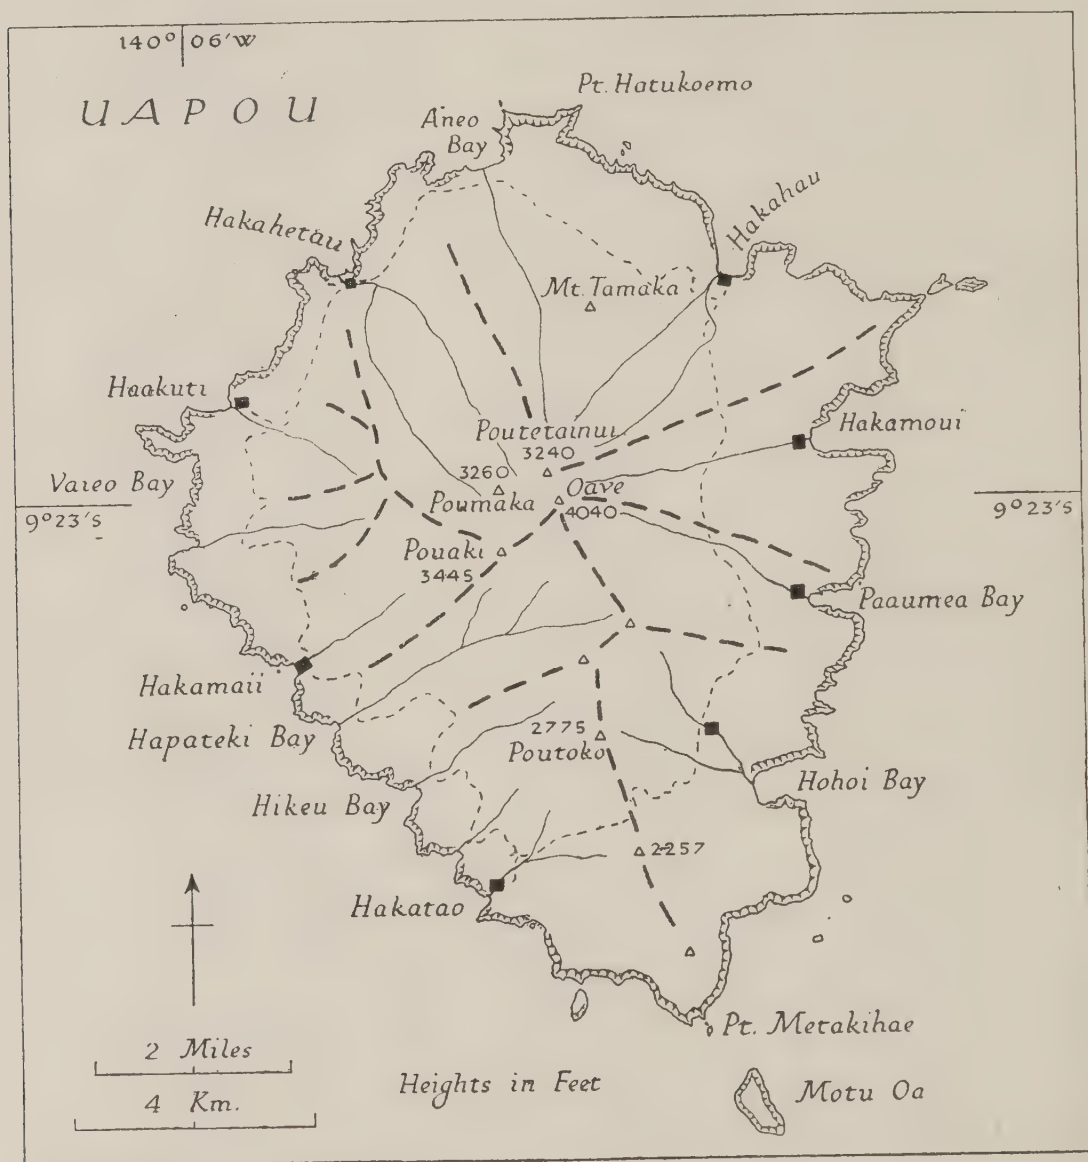 140° 06'W
UAPOU
Pt. Hatukoemo
Aneo
Bay
Hakahau
Hakahetau
Mt. Tamaka
Haakuti
Hakamoui
Poutetainui
3240
3260
Vaieo Bay
Poumaka
Oave
4040
9°23's
9°23's
Pouaki
3445
Paaumea Bay
Hakamaii
Hapateki Bay
2775
Poutoko
Hohoi Bay
Hikeu Bay
2257
Hakatao
Pt. Metakihae
2 Miles
Heights in Feet
4 Km.
Motu Oa